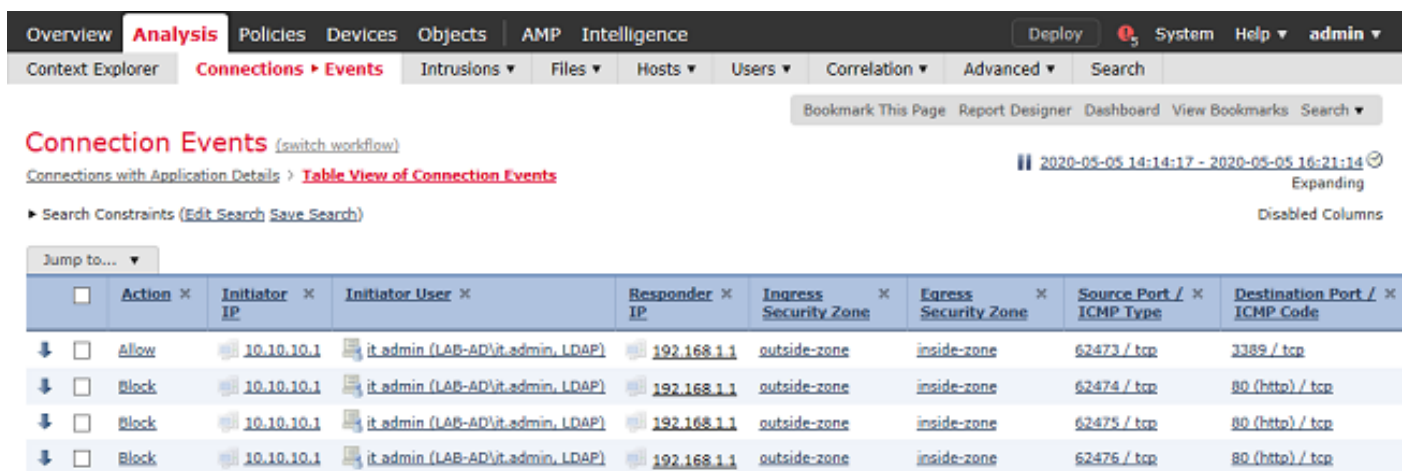 Overview Analysis Policies Devices Objects AMP Intelligence Deploy 5 System Help ▾ admin ▾
Context Explorer Connections ▸ Events Intrusions ▾ Files ▾ Hosts ▾ Users ▾ Correlation ▾ Advanced ▾ Search
Bookmark This Page Report Designer Dashboard View Bookmarks Search ▾
Connection Events (switch workflow)
2020-05-05 14:14:17 - 2020-05-05 16:21:14
Connections with Application Details > Table View of Connection Events
Expanding
▸ Search Constraints (Edit Search Save Search)
Disabled Columns
Jump to... ▾
Action × Initiator IP × Initiator User × Responder IP × Ingress Security Zone × Egress Security Zone × Source Port / ICMP Type × Destination Port / ICMP Code ×
Allow 10.10.10.1 it admin (LAB-AD\it.admin, LDAP) 192.168.1.1 outside-zone inside-zone 62473 / tcp 3389 / tcp
Block 10.10.10.1 it admin (LAB-AD\it.admin, LDAP) 192.168.1.1 outside-zone inside-zone 62474 / tcp 80 (http) / tcp
Block 10.10.10.1 it admin (LAB-AD\it.admin, LDAP) 192.168.1.1 outside-zone inside-zone 62475 / tcp 80 (http) / tcp
Block 10.10.10.1 it admin (LAB-AD\it.admin, LDAP) 192.168.1.1 outside-zone inside-zone 62476 / tcp 80 (http) / tcp